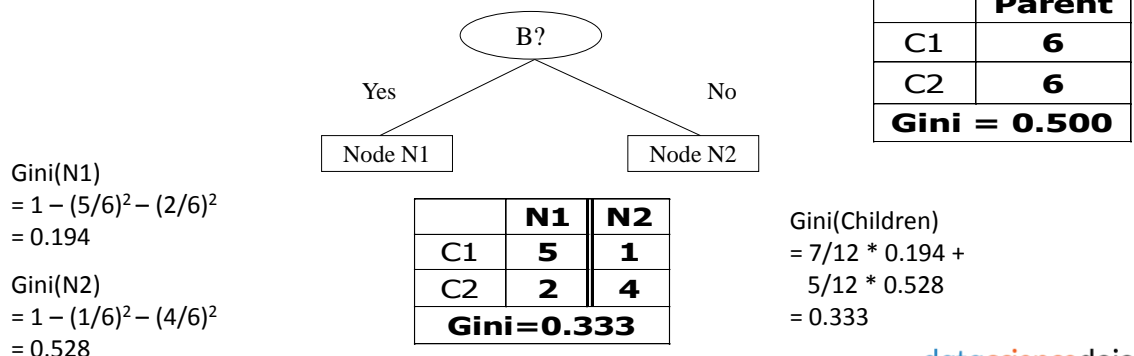 Parent
B?
C1 6
C2 6
Gini = 0.500
Yes No
Node N1 Node N2
Gini(N1)
= 1 – (5/6)² – (2/6)²
= 0.194
Gini(N2)
= 1 – (1/6)² – (4/6)²
= 0.528
N1 N2
C1 5 1
C2 2 4
Gini=0.333
Gini(Children)
= 7/12 * 0.194 +
5/12 * 0.528
= 0.333